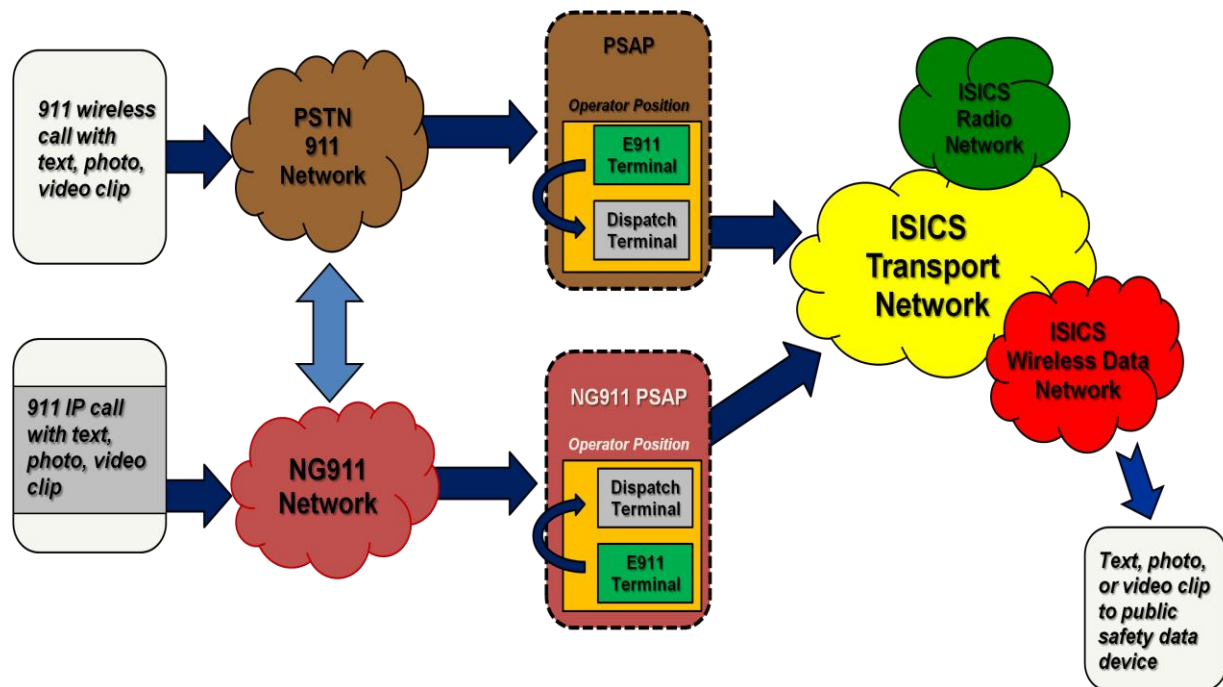 911 wireless
call with
text, photo,
video clip
PSTN
911
Network
PSAP
Operator Position
E911
Terminal
Dispatch
Terminal
ISICS
Radio
Network
ISICS
Transport
Network
ISICS
Wireless Data
Network
911 IP call
with text,
photo, video
clip
NG911
Network
NG911 PSAP
Operator Position
Dispatch
Terminal
E911
Terminal
Text, photo,
or video clip
to public
safety data
device